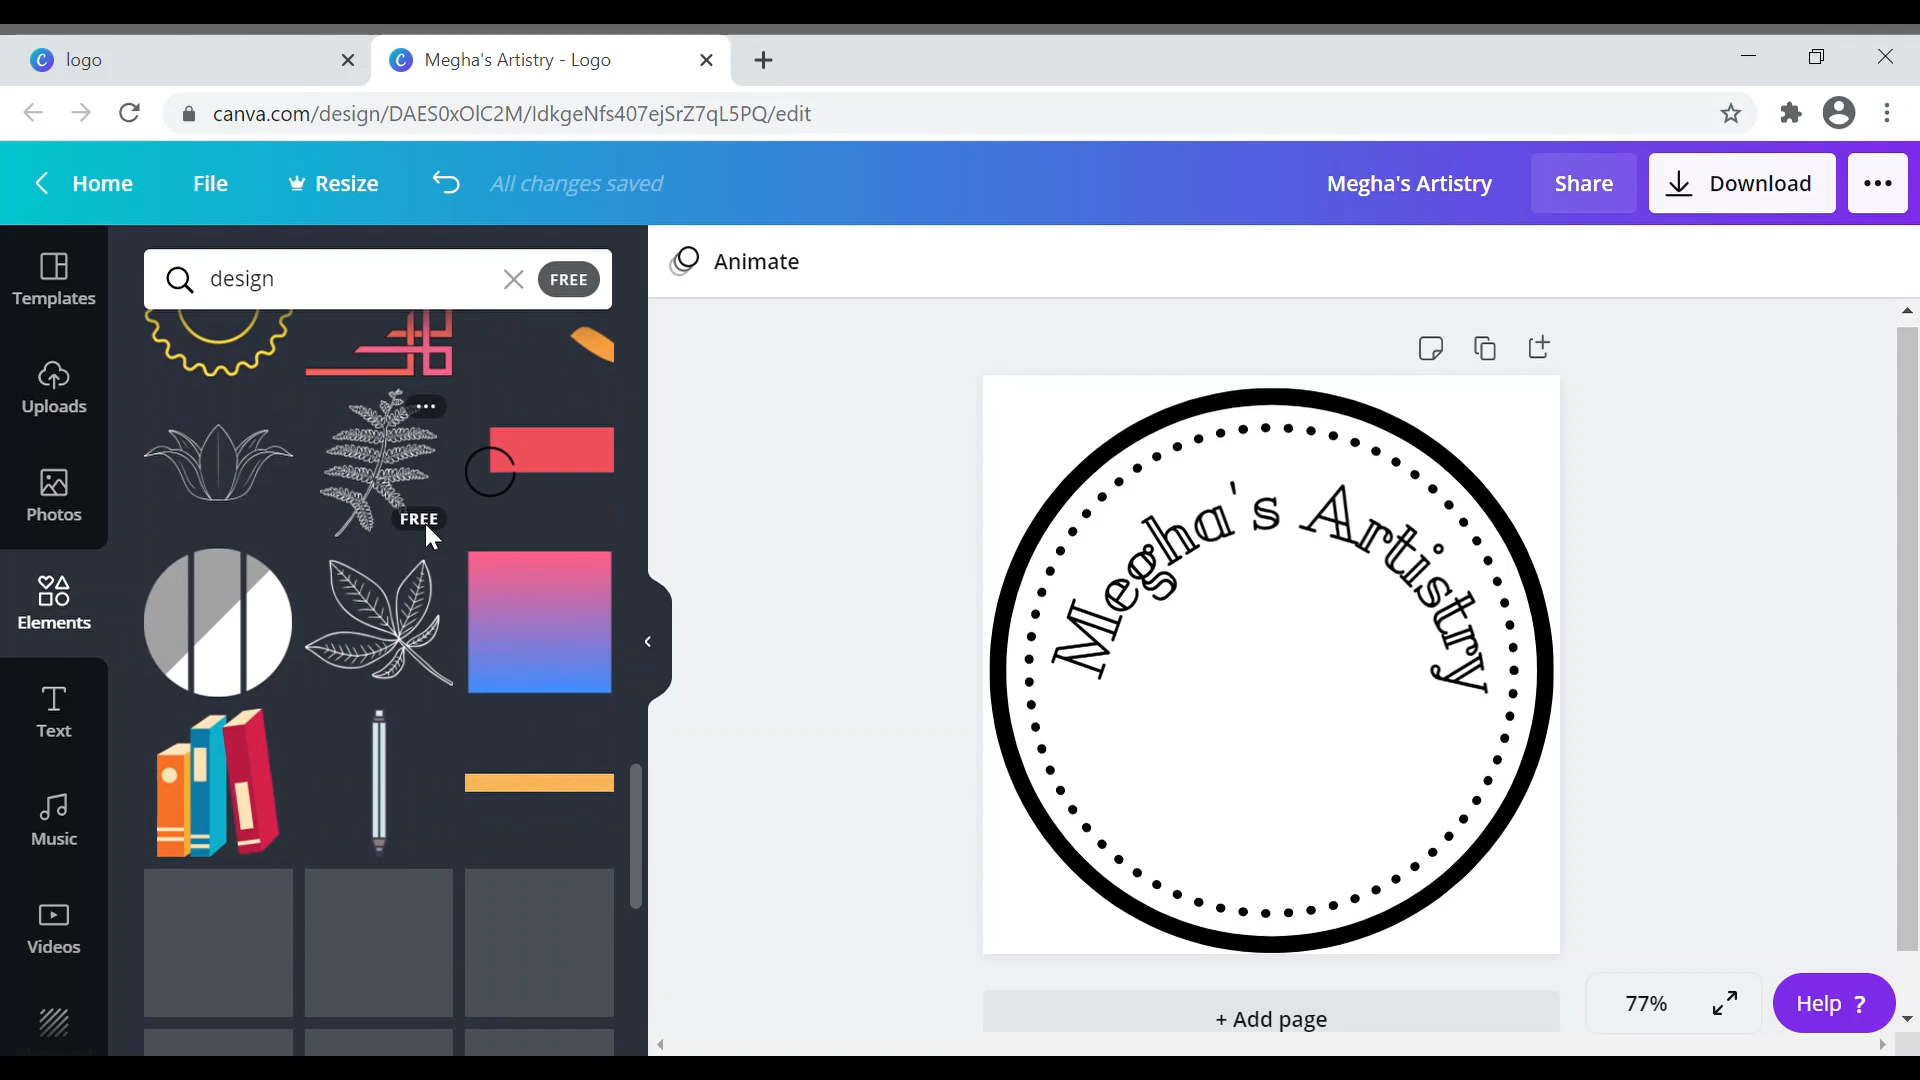 logo
Megha's Artistry - Logo
canva.com/design/DAES0xOlC2M/IdkgeNfs407ejSrZ7qL5PQ/edit
Home
File
Resize
All changes saved
Megha's Artistry
Share
Download
Templates
design
FREE
Animate
Uploads
Photos
FREE
Elements
Text
Music
Videos
Megha's Artistry
+ Add page
77%
Help ?